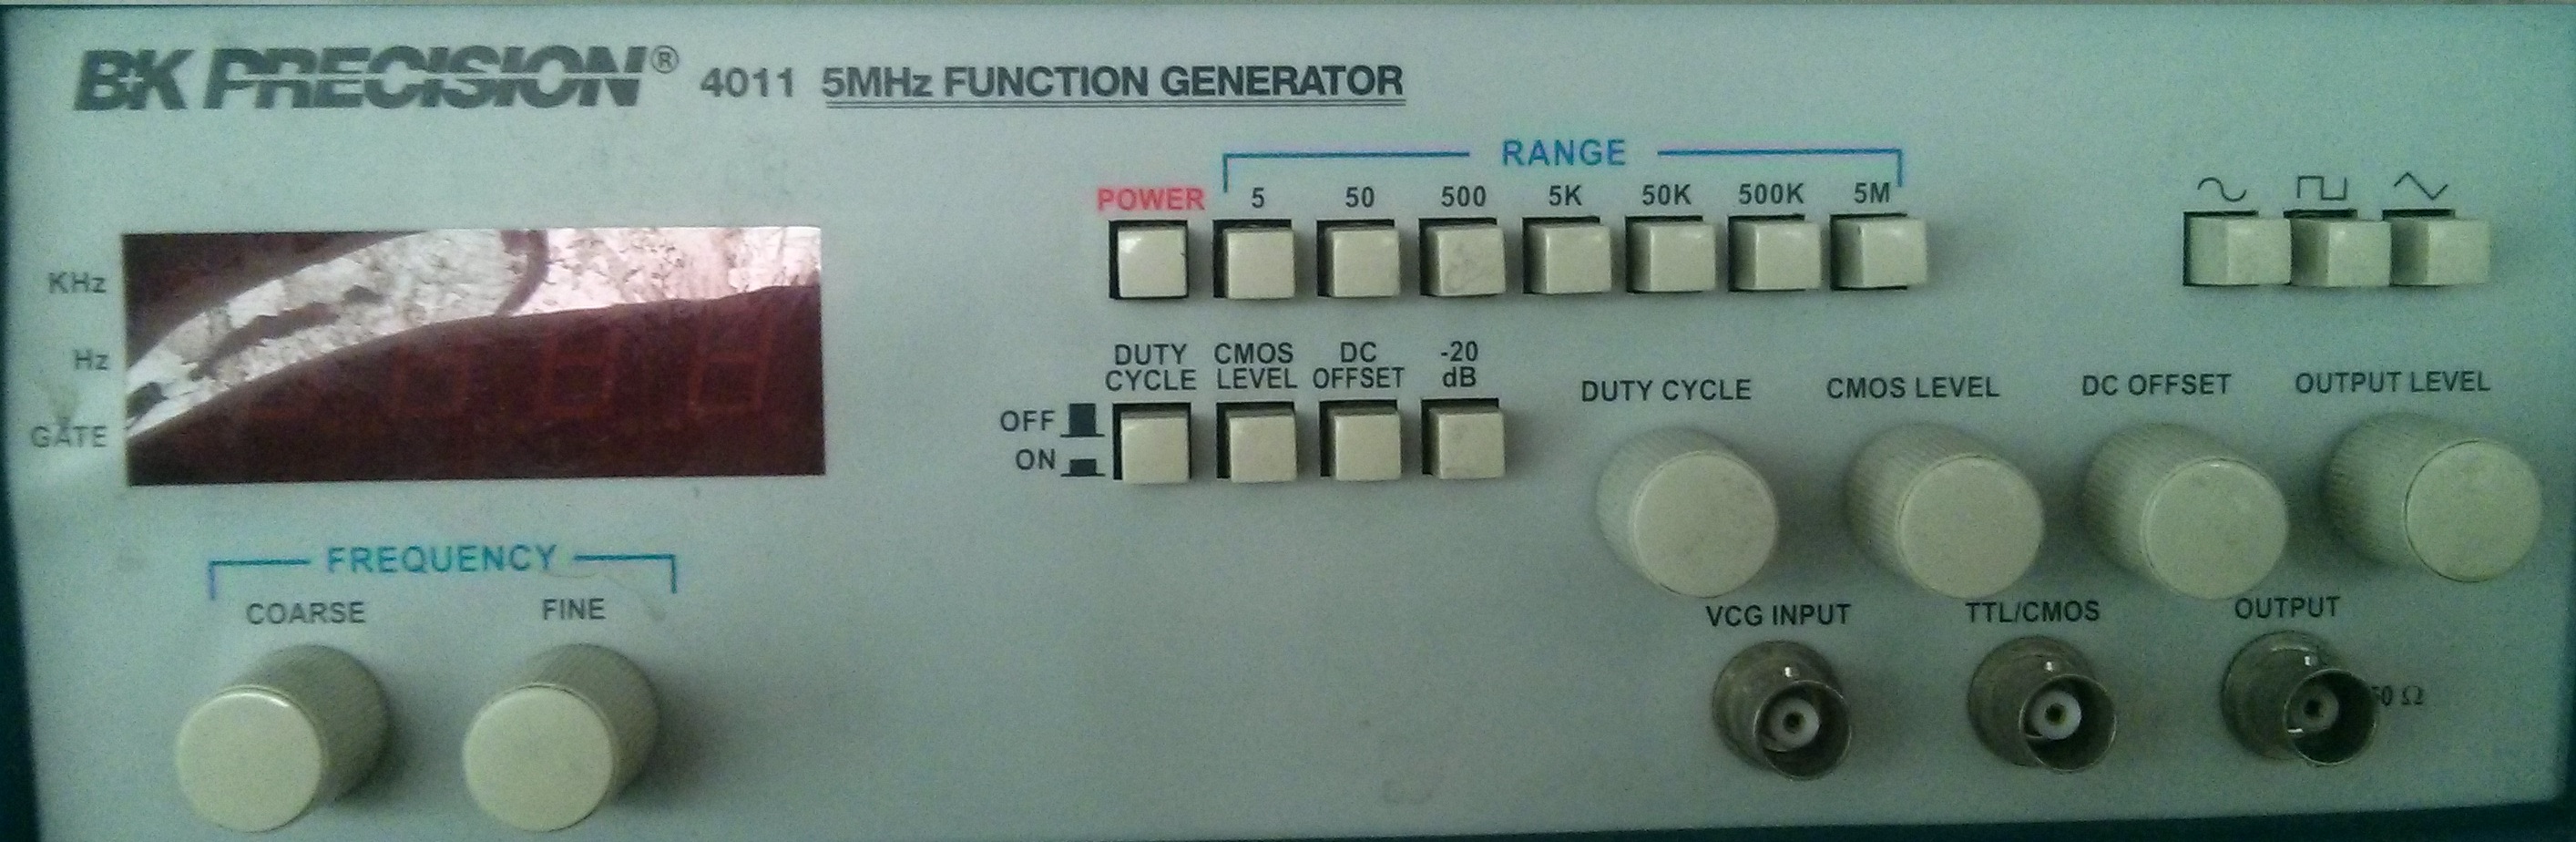 BK PRECISION® 4011 5MHz FUNCTION GENERATOR
RANGE
POWER 5 50 500 5K 50K 500K 5M
KHz
Hz
GATE
DUTY CYCLE
CMOS LEVEL
DC OFFSET
-20 dB
OFF
ON
DUTY CYCLE CMOS LEVEL DC OFFSET OUTPUT LEVEL
FREQUENCY
COARSE FINE
VCG INPUT TTL/CMOS OUTPUT
0 Ω